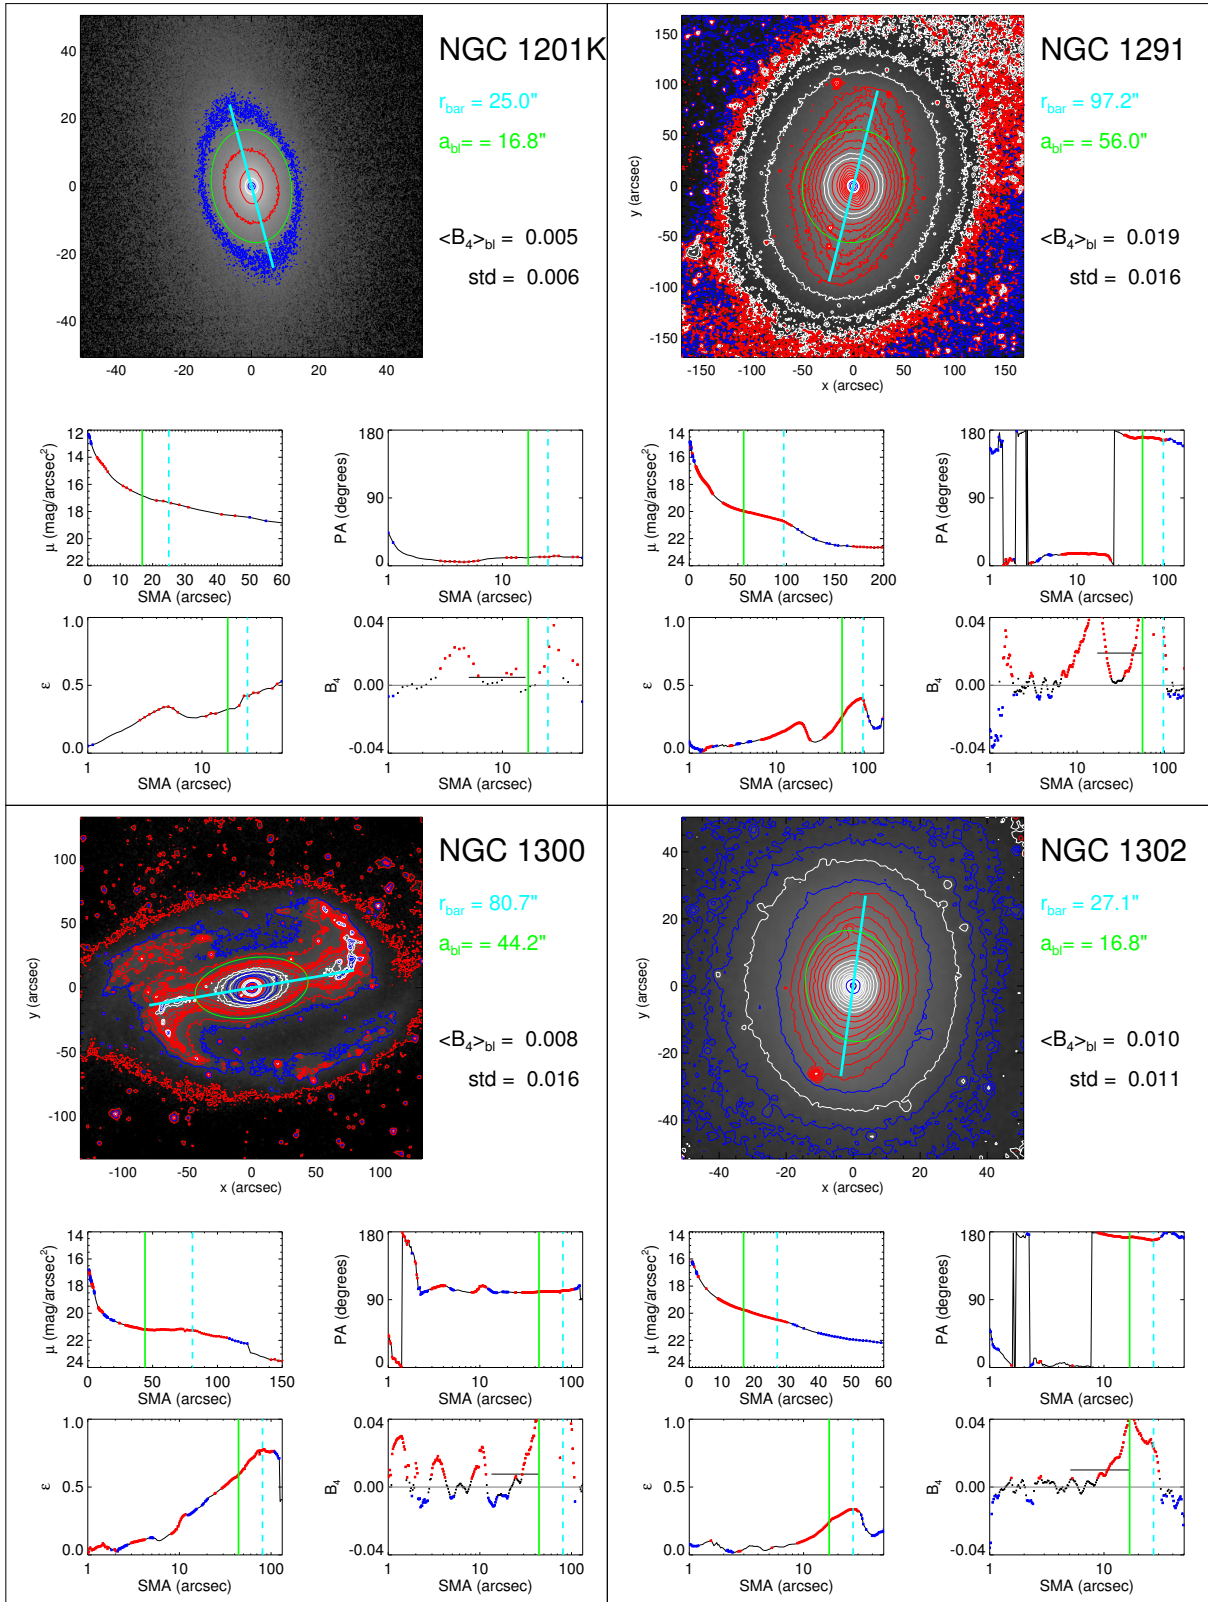 NGC 1201K
r_bar = 25.0"
a_bl= = 16.8"
<B_4>_bl = 0.005
std = 0.006
40
20
0
-20
-40
-40 -20 0 20 40
μ (mag/arcsec²)
12
14
16
18
20
22
0 10 20 30 40 50 60
SMA (arcsec)
PA (degrees)
180
90
0
1 10
SMA (arcsec)
ε
1.0
0.5
0.0
1 10
SMA (arcsec)
B_4
0.04
0.00
-0.04
1 10
SMA (arcsec)
NGC 1291
r_bar = 97.2"
a_bl= = 56.0"
<B_4>_bl = 0.019
std = 0.016
y (arcsec)
150
100
50
0
-50
-100
-150
-150 -100 -50 0 50 100 150
x (arcsec)
μ (mag/arcsec²)
14
16
18
20
22
24
0 50 100 150 200
SMA (arcsec)
PA (degrees)
180
90
0
1 10 100
SMA (arcsec)
ε
1.0
0.5
0.0
1 10 100
SMA (arcsec)
B_4
0.04
0.00
-0.04
1 10 100
SMA (arcsec)
NGC 1300
r_bar = 80.7"
a_bl= = 44.2"
<B_4>_bl = 0.008
std = 0.016
y (arcsec)
100
50
0
-50
-100
-100 -50 0 50 100
x (arcsec)
μ (mag/arcsec²)
14
16
18
20
22
24
0 50 100 150
SMA (arcsec)
PA (degrees)
180
90
0
1 10 100
SMA (arcsec)
ε
1.0
0.5
0.0
1 10 100
SMA (arcsec)
B_4
0.04
0.00
-0.04
1 10 100
SMA (arcsec)
NGC 1302
r_bar = 27.1"
a_bl= = 16.8"
<B_4>_bl = 0.010
std = 0.011
y (arcsec)
40
20
0
-20
-40
-40 -20 0 20 40
x (arcsec)
μ (mag/arcsec²)
14
16
18
20
22
24
0 10 20 30 40 50 60
SMA (arcsec)
PA (degrees)
180
90
0
1 10
SMA (arcsec)
ε
1.0
0.5
0.0
1 10
SMA (arcsec)
B_4
0.04
0.00
-0.04
1 10
SMA (arcsec)